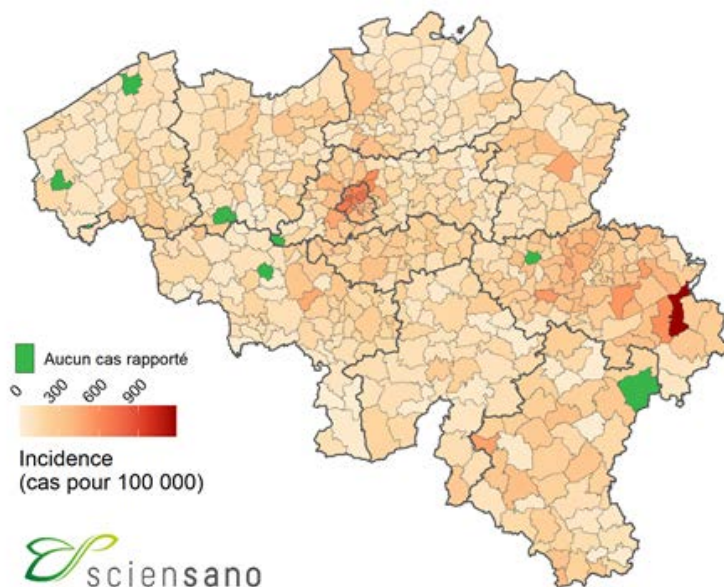 Aucun cas rapporté
0 300 600 900
Incidence
(cas pour 100 000)
sciensano